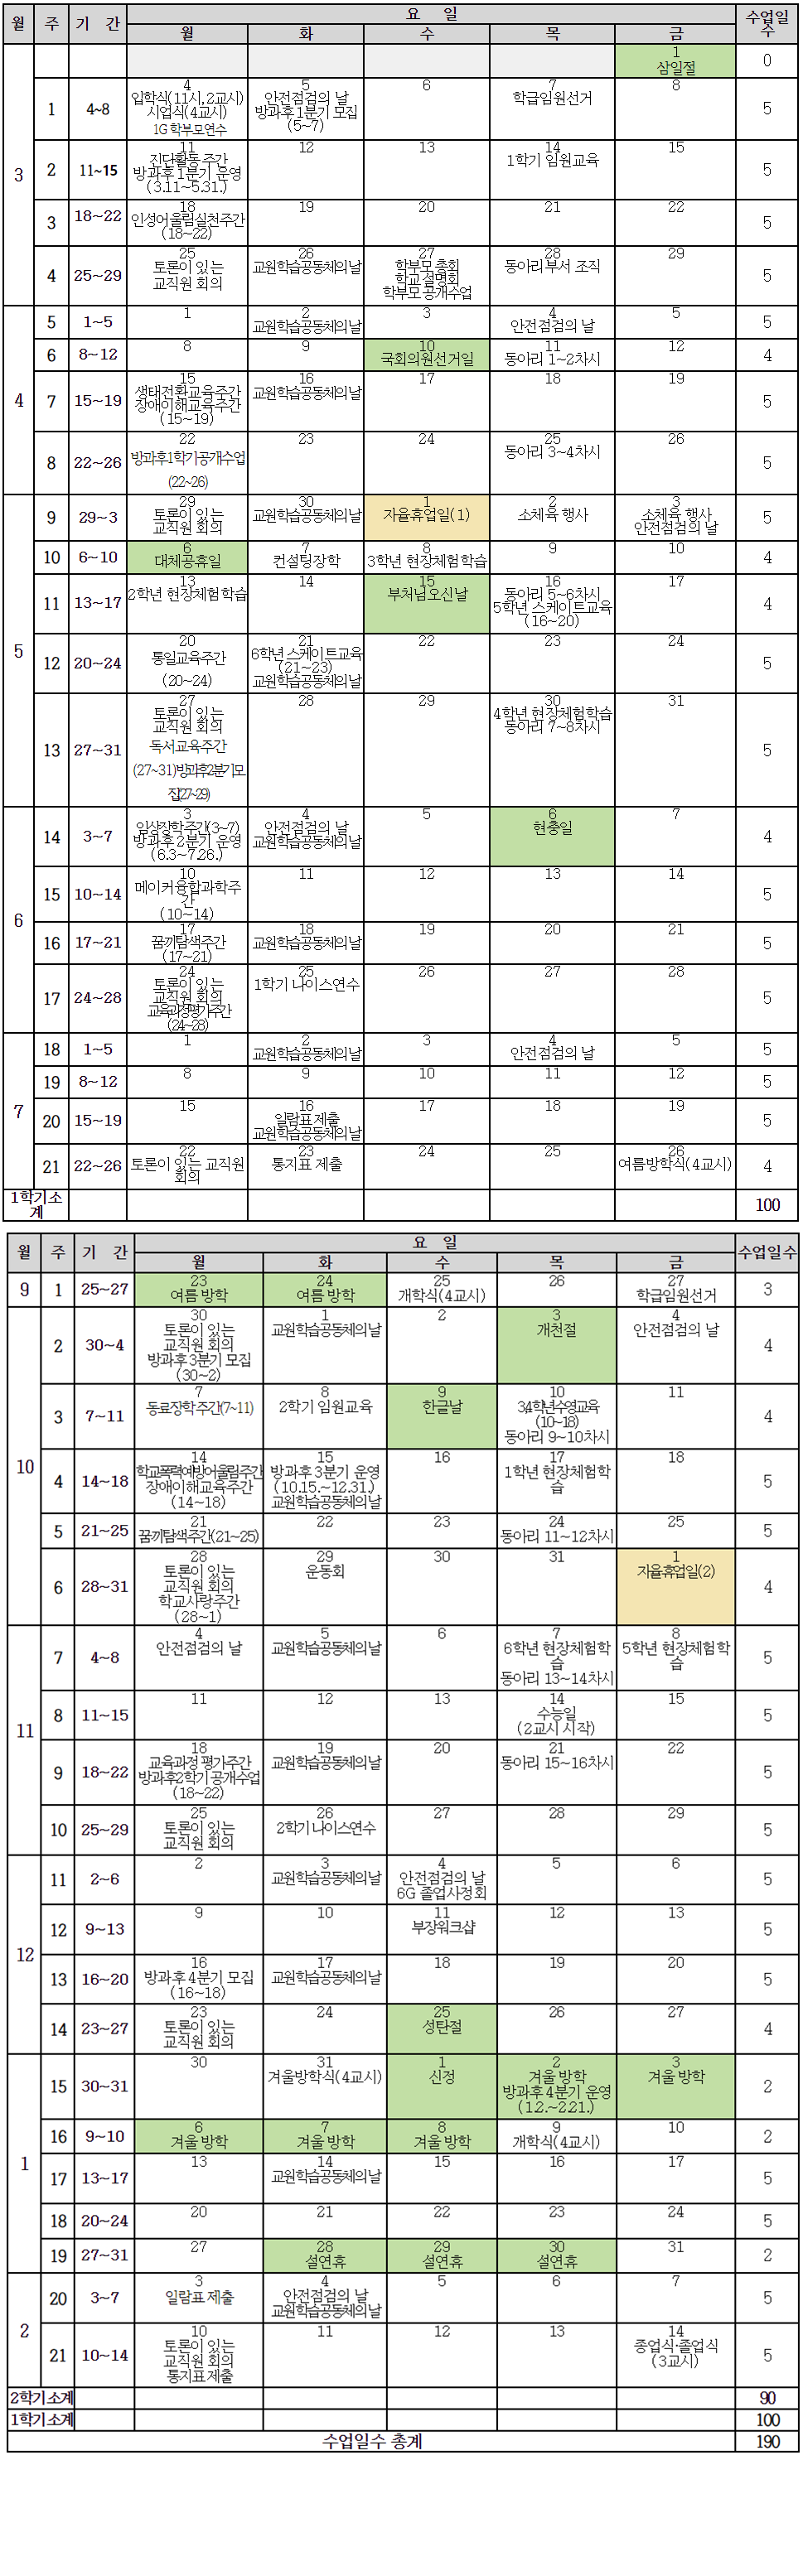 월 주 기 간 요 일 수업일수
월 화 수 목 금
3 1 삼일절 0
1 4~8 4 5 6 7 8 5
입학식(11시,2교시) 안전점검의 날 학급임원선거
시업식(4교시) 방과후 1분기 모집
1G 학부모연수 (5~7)
2 11~15 11 12 13 14 15 5
진단활동 주간 1학기 임원교육
방과후 1분기 운영
(3.11~5.31.)
3 18~22 18 19 20 21 22 5
인성어울림실천주간
(18~22)
4 25~29 25 26 27 28 29 5
토론이 있는 교원학습공동체의날 학부모 총회 동아리 부서 조직
교직원 회의 학교 설명회
학부모 공개수업
4 5 1~5 1 2 3 4 5 5
교원학습공동체의날 안전점검의 날
6 8~12 8 9 10 11 12 4
국회의원선거일 동아리 1~2차시
7 15~19 15 16 17 18 19 5
생태전환교육주간 교원학습공동체의날
장애이해교육주간
(15~19)
8 22~26 22 23 24 25 26 5
방과후1학기공개수업 동아리 3~4차시
(22~26)
5 9 29~3 29 30 1 2 3 5
토론이 있는 교원학습공동체의날 자율휴업일(1) 소체육 행사 소체육 행사
교직원 회의 안전점검의 날
10 6~10 6 7 8 9 10 4
대체공휴일 컨설팅장학 3학년 현장체험학습
11 13~17 13 14 15 16 17 4
2학년 현장체험학습 부처님오신날 동아리 5~6차시
5학년 스케이트교육
(16~20)
12 20~24 20 21 22 23 24 5
통일교육주간 6학년 스케이트교육
(20~24) (21~23)
교원학습공동체의날
13 27~31 27 28 29 30 31 5
토론이 있는 4학년 현장체험학습
교직원 회의 동아리 7~8차시
독서교육주간
(27~31)방과후2분기모
집(27~29)
6 14 3~7 3 4 5 6 7 4
임상장학주간(3~7) 안전점검의 날 현충일
방과후 2분기 운영 교원학습공동체의날
(6.3~7.26.)
15 10~14 10 11 12 13 14 5
메이커융합과학주
간
(10~14)
16 17~21 17 18 19 20 21 5
꿈끼탐색주간 교원학습공동체의날
(17~21)
17 24~28 24 25 26 27 28 5
토론이 있는 1학기 나이스연수
교직원 회의
교육과정평가주간
(24~28)
7 18 1~5 1 2 3 4 5 5
교원학습공동체의날 안전점검의 날
19 8~12 8 9 10 11 12 5
20 15~19 15 16 17 18 19 5
일람표 제출
교원학습공동체의날
21 22~26 22 23 24 25 26 4
토론이 있는 교직원 통지표 제출 여름방학식(4교시)
회의
1학기소계 100
월 주 기 간 요 일 수업일수
월 화 수 목 금
9 1 25~27 23 24 25 26 27 3
여름 방학 여름 방학 개학식(4교시) 학급임원선거
10 2 30~4 30 1 2 3 4 4
토론이 있는 교원학습공동체의날 개천절 안전점검의 날
교직원 회의
방과후 3분기 모집
(30~2)
3 7~11 7 8 9 10 11 4
동료장학 주간(7~11) 2학기 임원교육 한글날 3,4학년수영교육
(10~18)
동아리 9~10차시
4 14~18 14 15 16 17 18 5
학교폭력예방어울림주간 방과후 3분기 운영 1학년 현장체험학
장애이해교육주간 (10.15.~12.31.) 습
(14~18) 교원학습공동체의날
5 21~25 21 22 23 24 25 5
꿈끼탐색주간(21~25) 동아리 11~12차시
6 28~31 28 29 30 31 1 4
토론이 있는 운동회 자율휴업일(2)
교직원 회의
학교사랑주간
(28~1)
11 7 4~8 4 5 6 7 8 5
안전점검의 날 교원학습공동체의날 6학년 현장체험학 5학년 현장체험학
습 습
동아리 13~14차시
8 11~15 11 12 13 14 15 5
수능일
(2교시 시작)
9 18~22 18 19 20 21 22 5
교육과정 평가주간 교원학습공동체의날 동아리 15~16차시
방과후2학기 공개수업
(18~22)
10 25~29 25 26 27 28 29 5
토론이 있는 2학기 나이스연수
교직원 회의
12 11 2~6 2 3 4 5 6 5
교원학습공동체의날 안전점검의 날
6G 졸업사정회
12 9~13 9 10 11 12 13 5
부장워크샵
13 16~20 16 17 18 19 20 5
방과후 4분기 모집 교원학습공동체의날
(16~18)
14 23~27 23 24 25 26 27 4
토론이 있는 성탄절
교직원 회의
1 15 30~31 30 31 1 2 3 2
겨울방학식(4교시) 신정 겨울 방학 겨울 방학
방과후 4분기 운영
(1.2.~2.21.)
16 9~10 6 7 8 9 10 2
겨울 방학 겨울 방학 겨울 방학 개학식(4교시)
17 13~17 13 14 15 16 17 5
교원학습공동체의날
18 20~24 20 21 22 23 24 5
19 27~31 27 28 29 30 31 2
설연휴 설연휴 설연휴
2 20 3~7 3 4 5 6 7 5
일람표 제출 안전점검의 날
교원학습공동체의날
21 10~14 10 11 12 13 14 5
토론이 있는 종업식·졸업식
교직원 회의 (3교시)
통지표제출
2학기소계 90
1학기소계 100
수업일수 총계 190